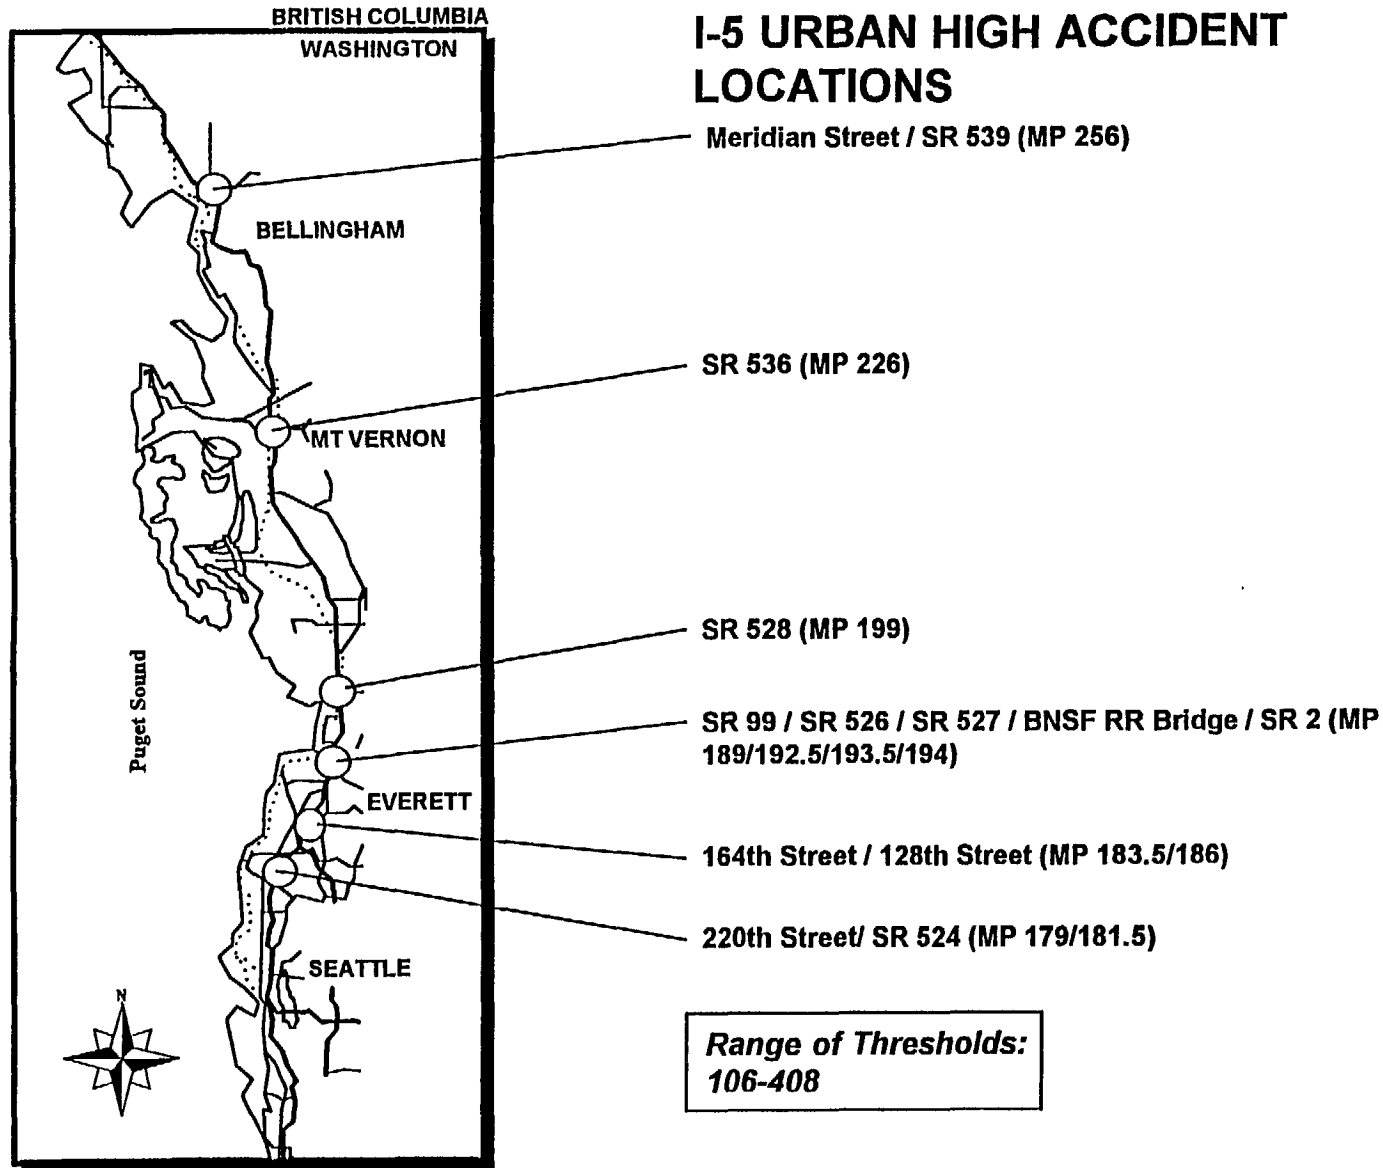 BRITISH COLUMBIA
WASHINGTON
I-5 URBAN HIGH ACCIDENT
LOCATIONS
Meridian Street / SR 539 (MP 256)
BELLINGHAM
SR 536 (MP 226)
MT VERNON
SR 528 (MP 199)
Puget Sound
SR 99 / SR 526 / SR 527 / BNSF RR Bridge / SR 2 (MP
189/192.5/193.5/194)
EVERETT
164th Street / 128th Street (MP 183.5/186)
220th Street/ SR 524 (MP 179/181.5)
SEATTLE
N
Range of Thresholds:
106-408